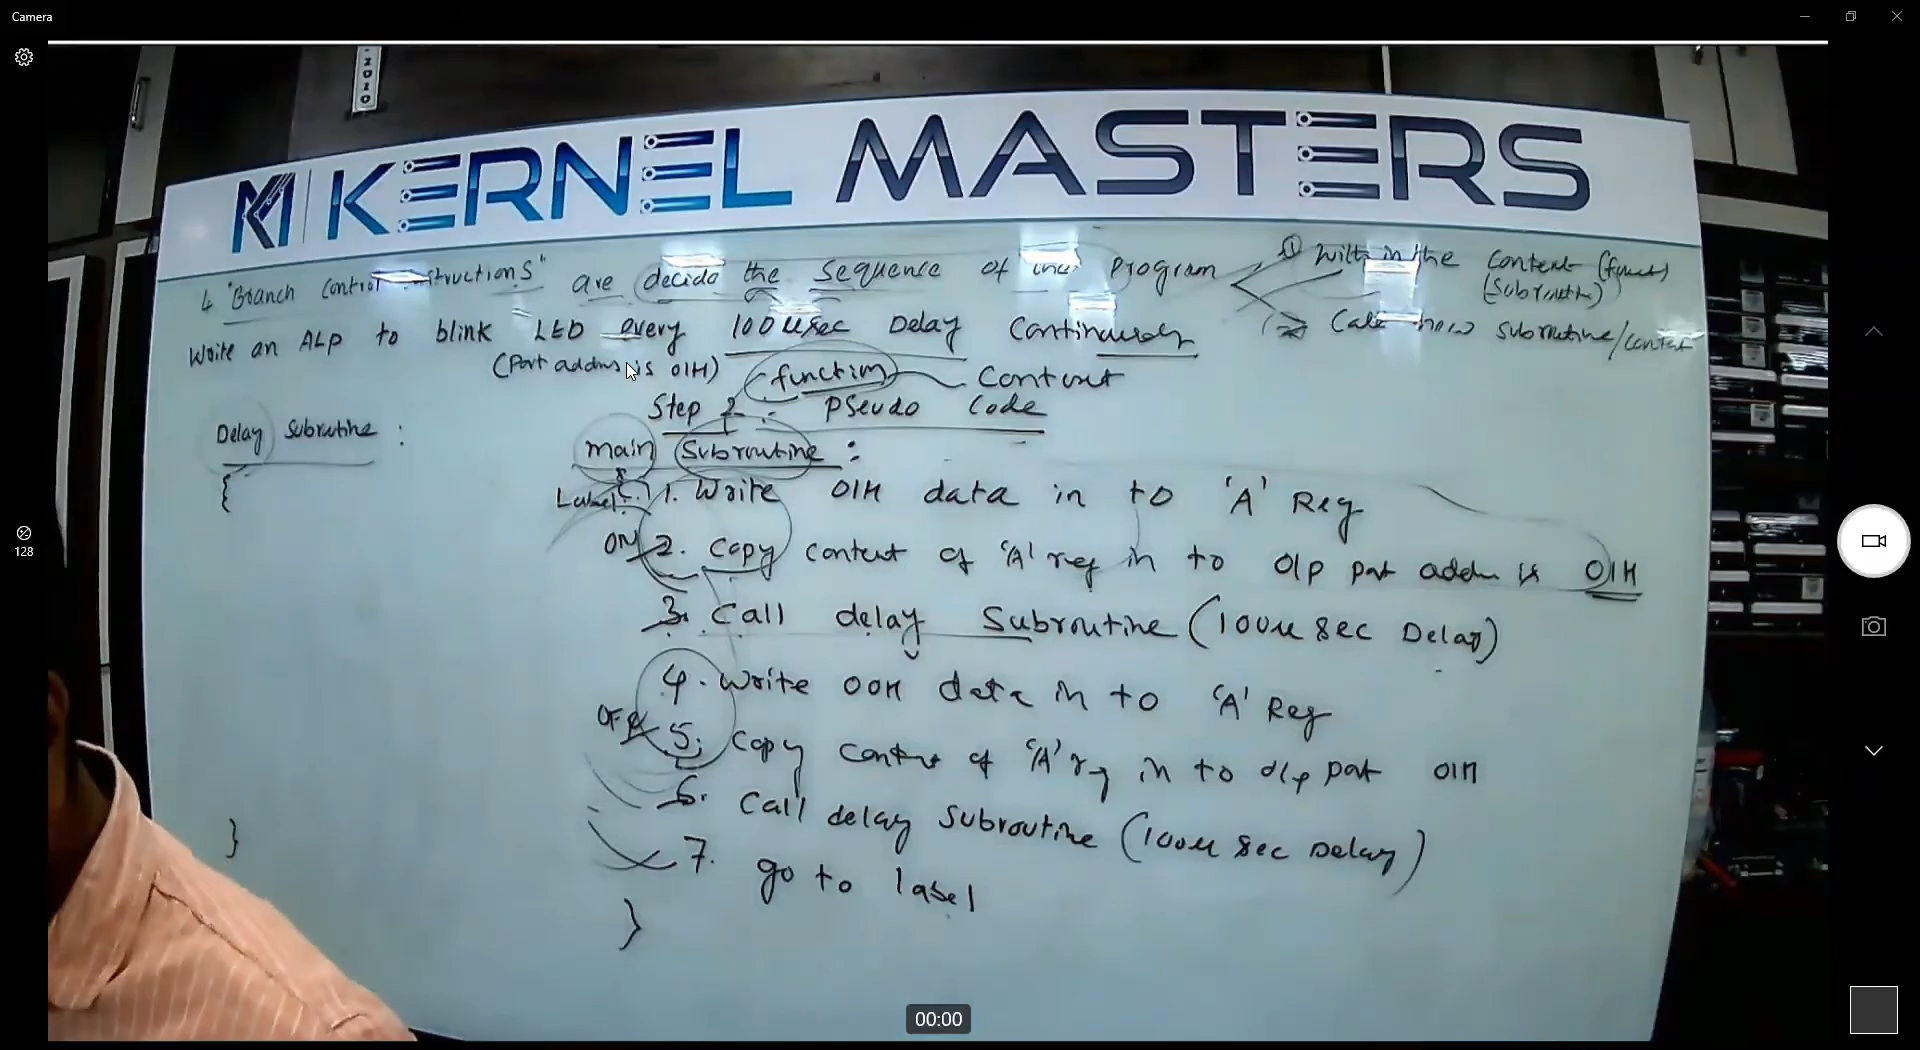 Camera
2010
KERNEL MASTERS
4 "Branch Control Instructions" are decide the Sequence of the Program
① With in the Content (funct)
(Subroutine)
② Call new subroutine/context
Write an ALP to blink LED every 100 usec Delay Continuously
(Port address is 01H)
(function) Context
Step 2 : PSeudo Code
Delay Subroutine :
{
}
main Subroutine :
Label: { 1. Write 01H data in to 'A' Reg
ON 2. Copy content of 'A' reg in to O/p port addr is 01H
3. Call delay Subroutine (100u sec Delay)
4. Write 00H data in to 'A' Reg
OFF 5. Copy Content of 'A' reg in to o/p port 01H
6. Call delay Subroutine (100u sec Delay)
7. go to label
}
128
00:00